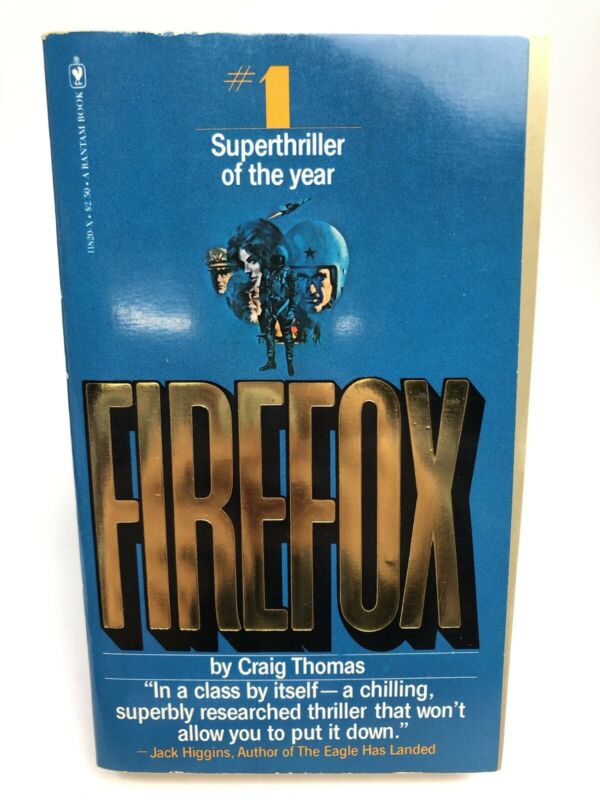 #1
Superthriller
of the year
11820-X • $2.50 • A BANTAM BOOK
FIREFOX
by Craig Thomas
“In a class by itself—a chilling,
superbly researched thriller that won't
allow you to put it down.”
—Jack Higgins, Author of The Eagle Has Landed